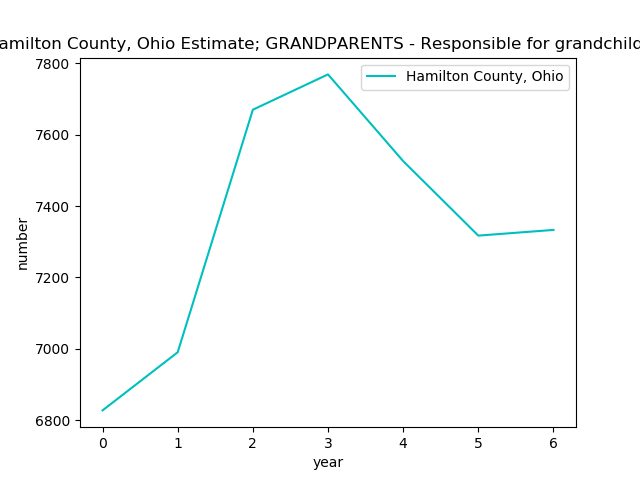 amilton County, Ohio Estimate; GRANDPARENTS - Responsible for grandchild
Hamilton County, Ohio
7800
7600
7400
7200
7000
6800
number
0 1 2 3 4 5 6
year